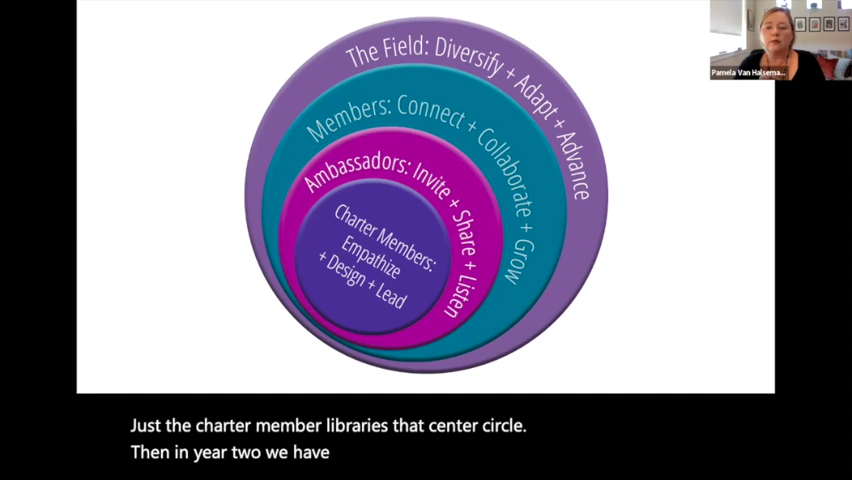 The Field: Diversify + Adapt + Advance
Members: Connect + Collaborate + Grow
Ambassadors: Invite + Share + Listen
Charter Members:
Empathize
+ Design + Lead
Pamela Van Halsema...
Just the charter member libraries that center circle.
Then in year two we have